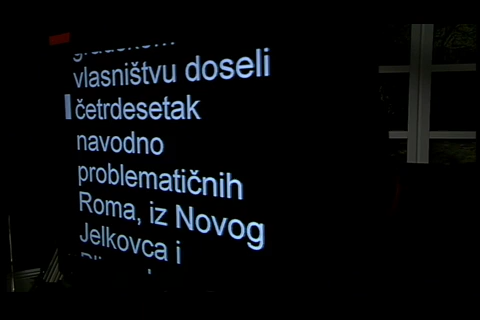 vlasništvu doseli
četrdesetak
navodno
problematičnih
Roma, iz Novog
Jelkovca i